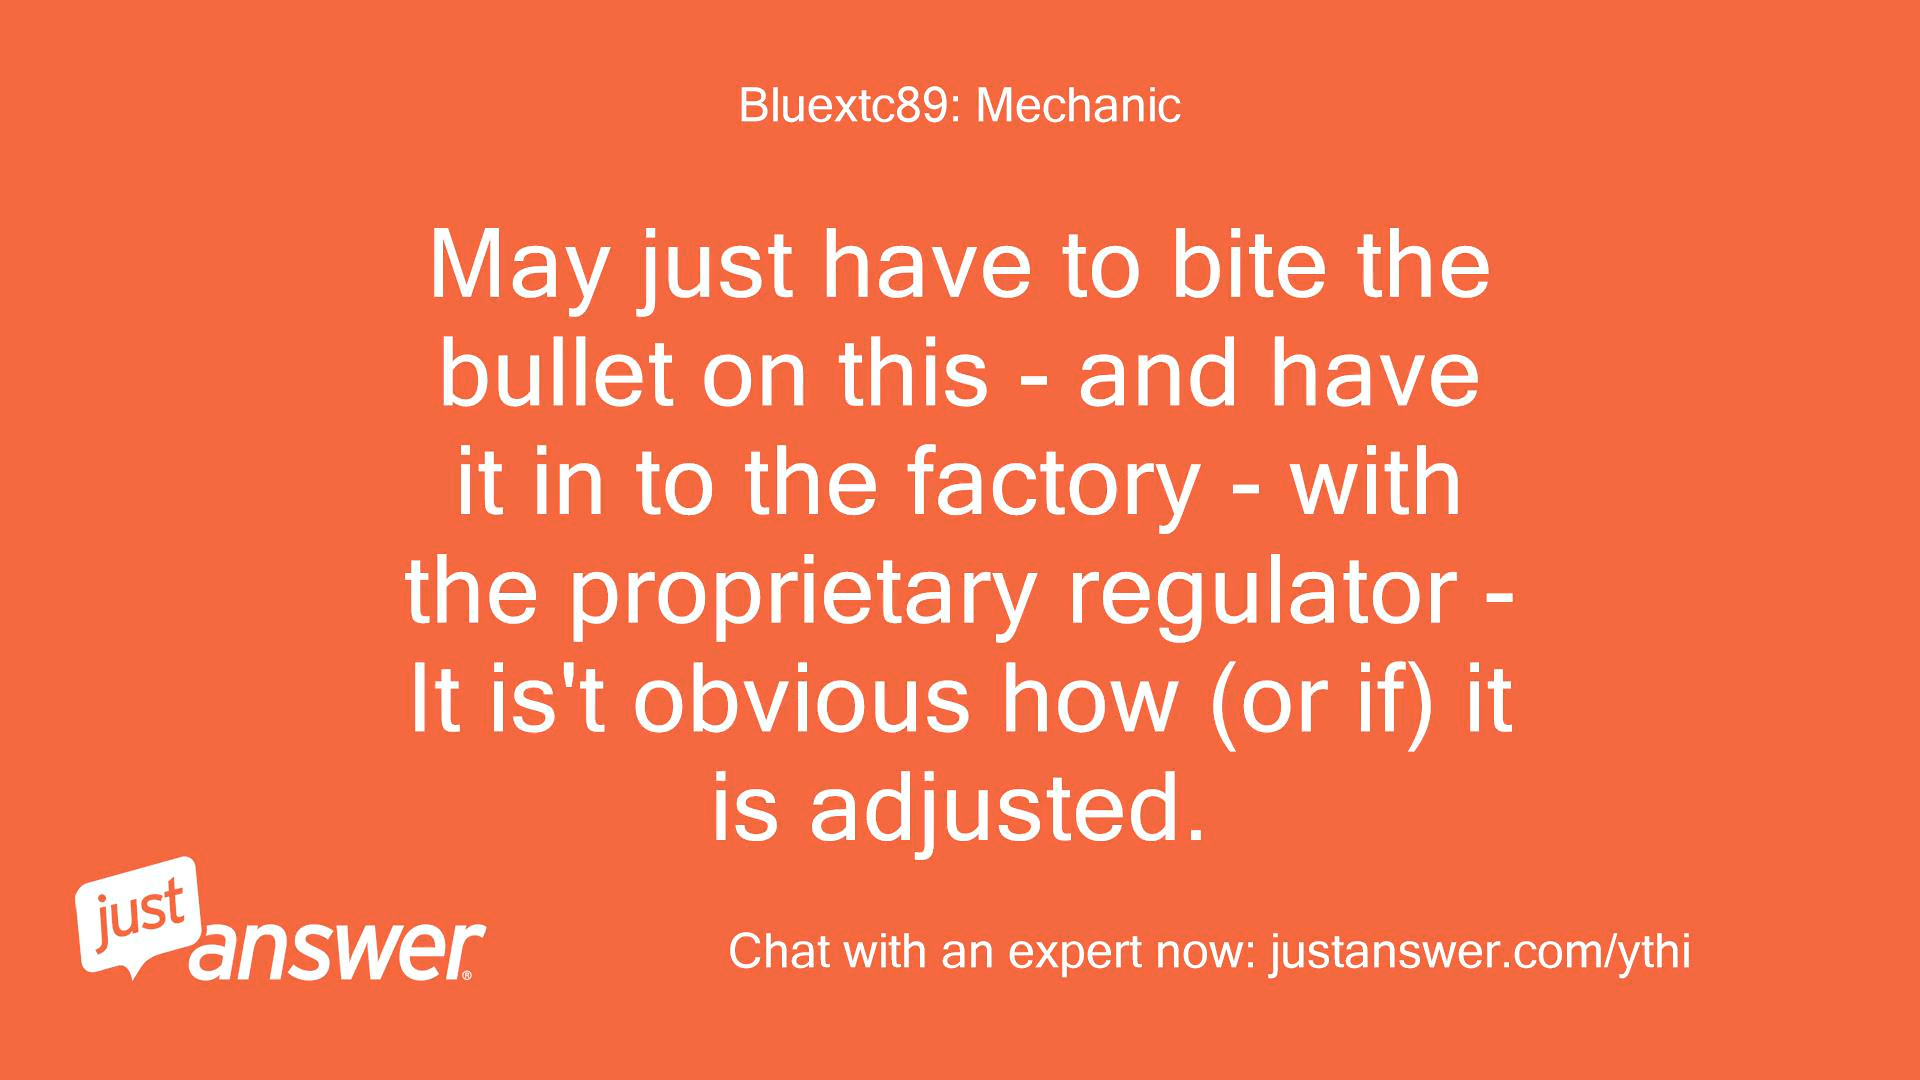 Bluextc89: Mechanic
May just have to bite the
bullet on this - and have
it in to the factory - with
the proprietary regulator -
It is't obvious how (or if) it
is adjusted.
just
answer®
Chat with an expert now: justanswer.com/ythi